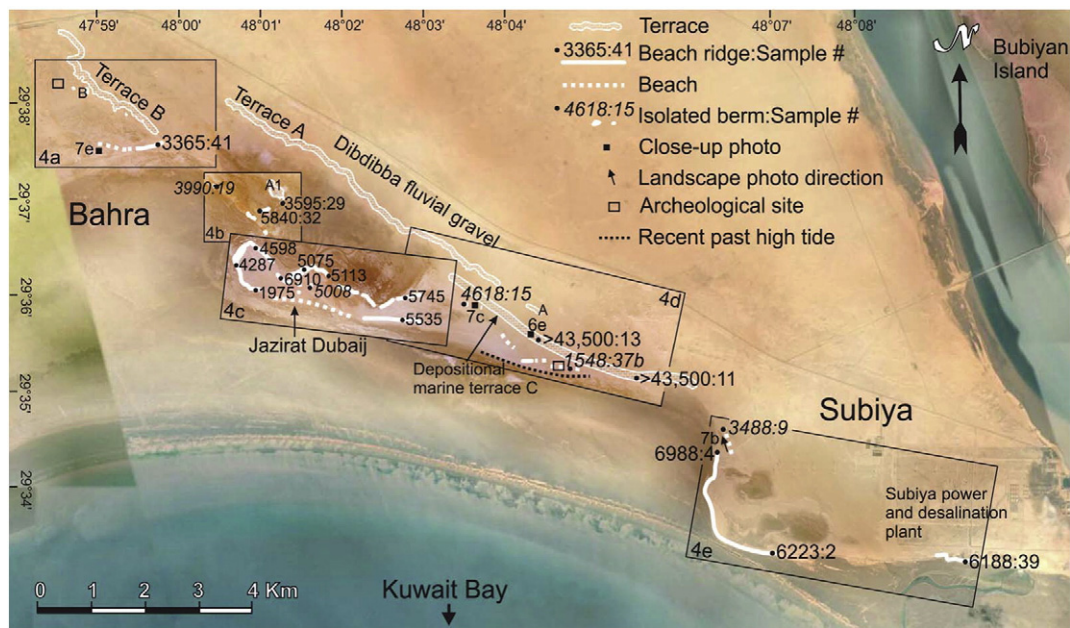 47°59' 48°00' 48°01' 48°02' 48°03' 48°04' 48°07' 48°08'
29°38'
29°37'
29°36'
29°35'
29°34'
Terrace
3365:41 Beach ridge:Sample #
Beach
4618:15 Isolated berm:Sample #
Close-up photo
Landscape photo direction
Archeological site
Recent past high tide
N
Bubiyan
Island
Terrace B
B
7e
3365:41
4a
Terrace A
Dibdibba fluvial gravel
Bahra
3990:19
A1
3595:29
5840:32
4b
4598
4287
5075
6910
5113
1975
5008
5745
5535
4c
Jazirat Dubaij
4d
4618:15
7c
A
6e
>43,500:13
1548:37b
>43,500:11
Depositional
marine terrace C
Subiya
3488:9
7b
6988:4
Subiya power
and desalination
plant
4e
6223:2
6188:39
0 1 2 3 4 Km
Kuwait Bay